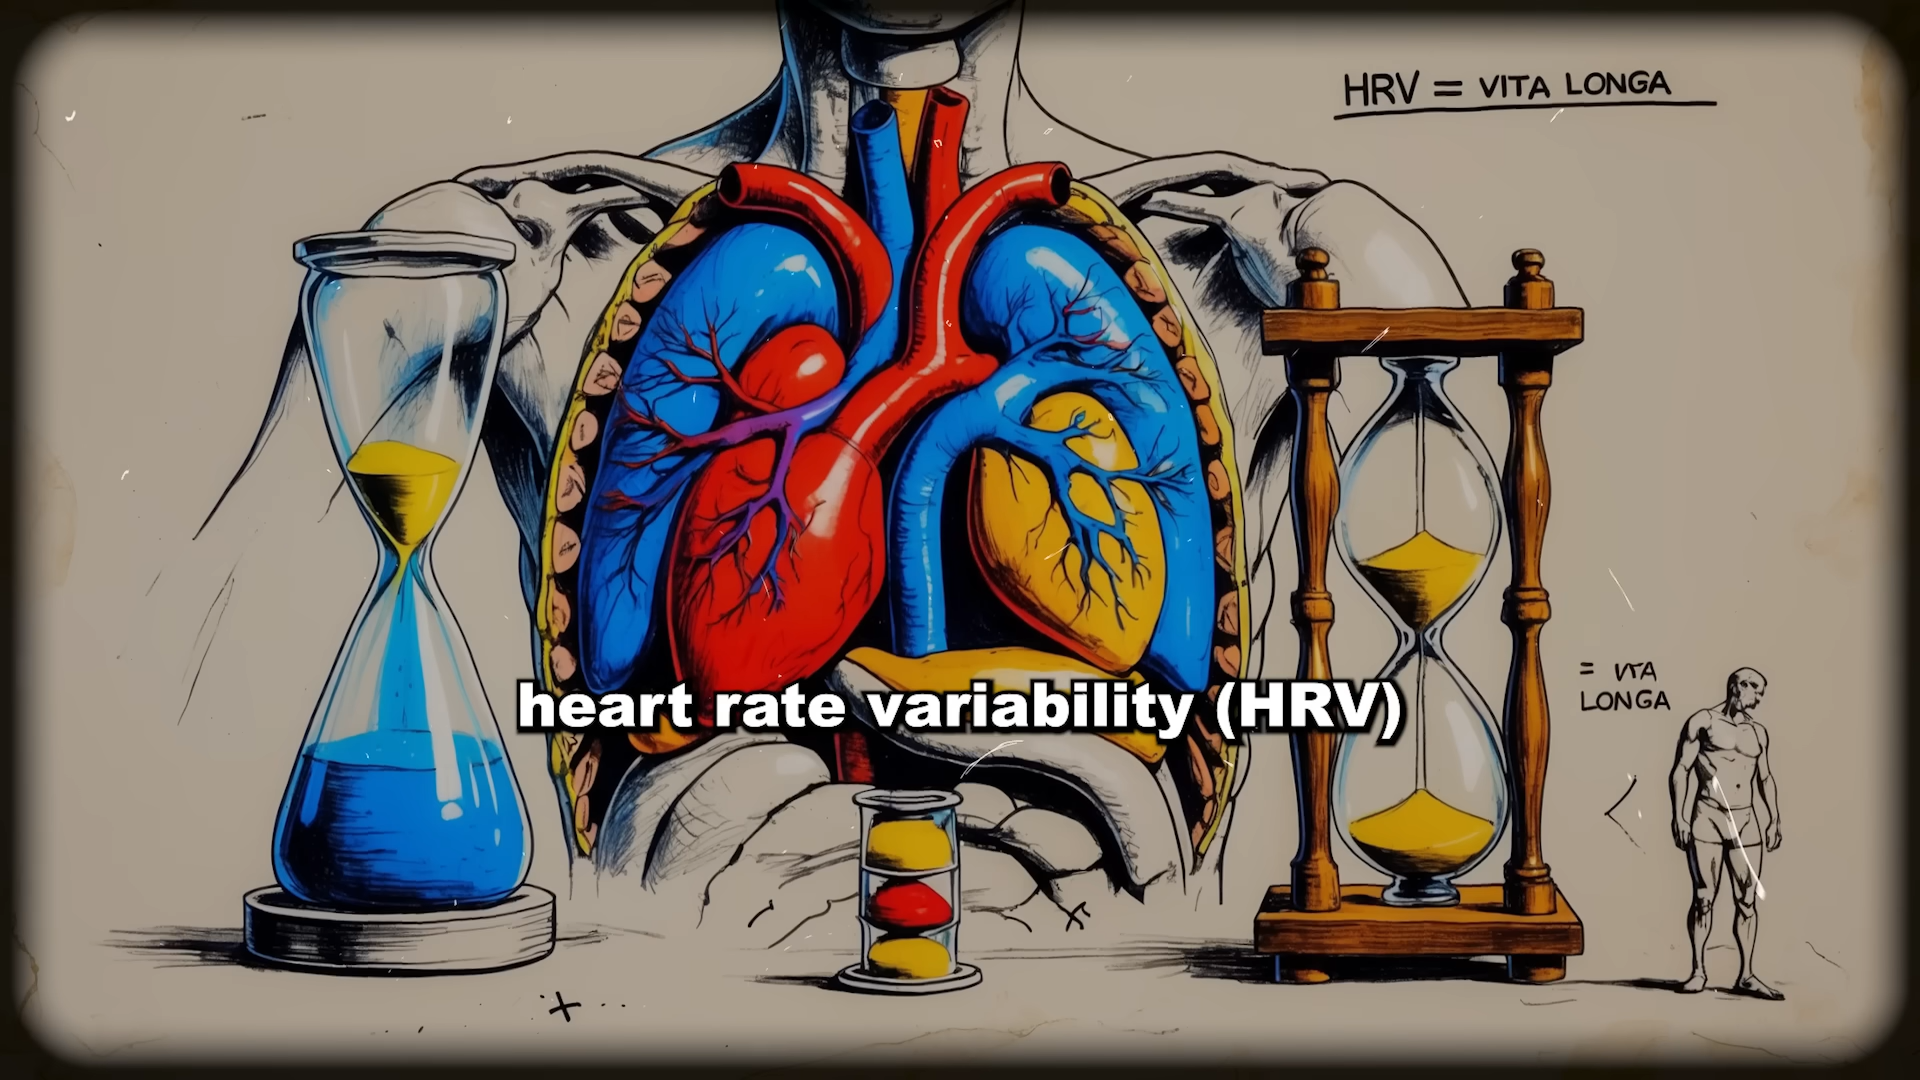 HRV = VITA LONGA
= VITA
LONGA
heart rate variability (HRV)